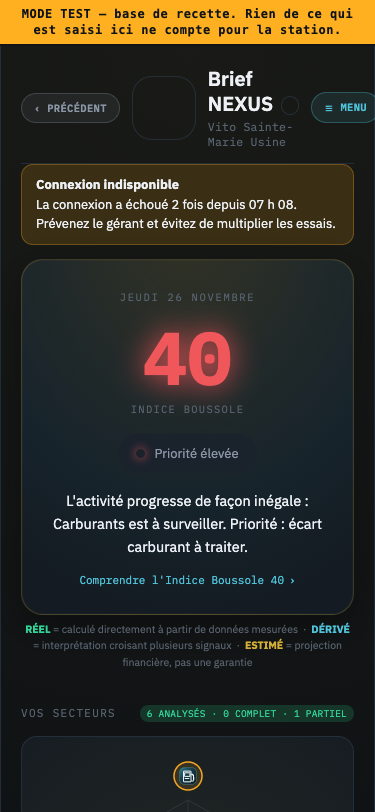 MODE TEST — base de recette. Rien de ce qui
est saisi ici ne compte pour la station.
‹ PRÉCÉDENT
Brief
NEXUS
Vito Sainte-
Marie Usine
≡ MENU
Connexion indisponible
La connexion a échoué 2 fois depuis 07 h 08.
Prévenez le gérant et évitez de multiplier les essais.
JEUDI 26 NOVEMBRE
40
INDICE BOUSSOLE
Priorité élevée
L'activité progresse de façon inégale :
Carburants est à surveiller. Priorité : écart
carburant à traiter.
Comprendre l'Indice Boussole 40 ›
RÉEL = calculé directement à partir de données mesurées · DÉRIVÉ
= interprétation croisant plusieurs signaux · ESTIMÉ = projection
financière, pas une garantie
VOS SECTEURS
6 ANALYSÉS · 0 COMPLET · 1 PARTIEL